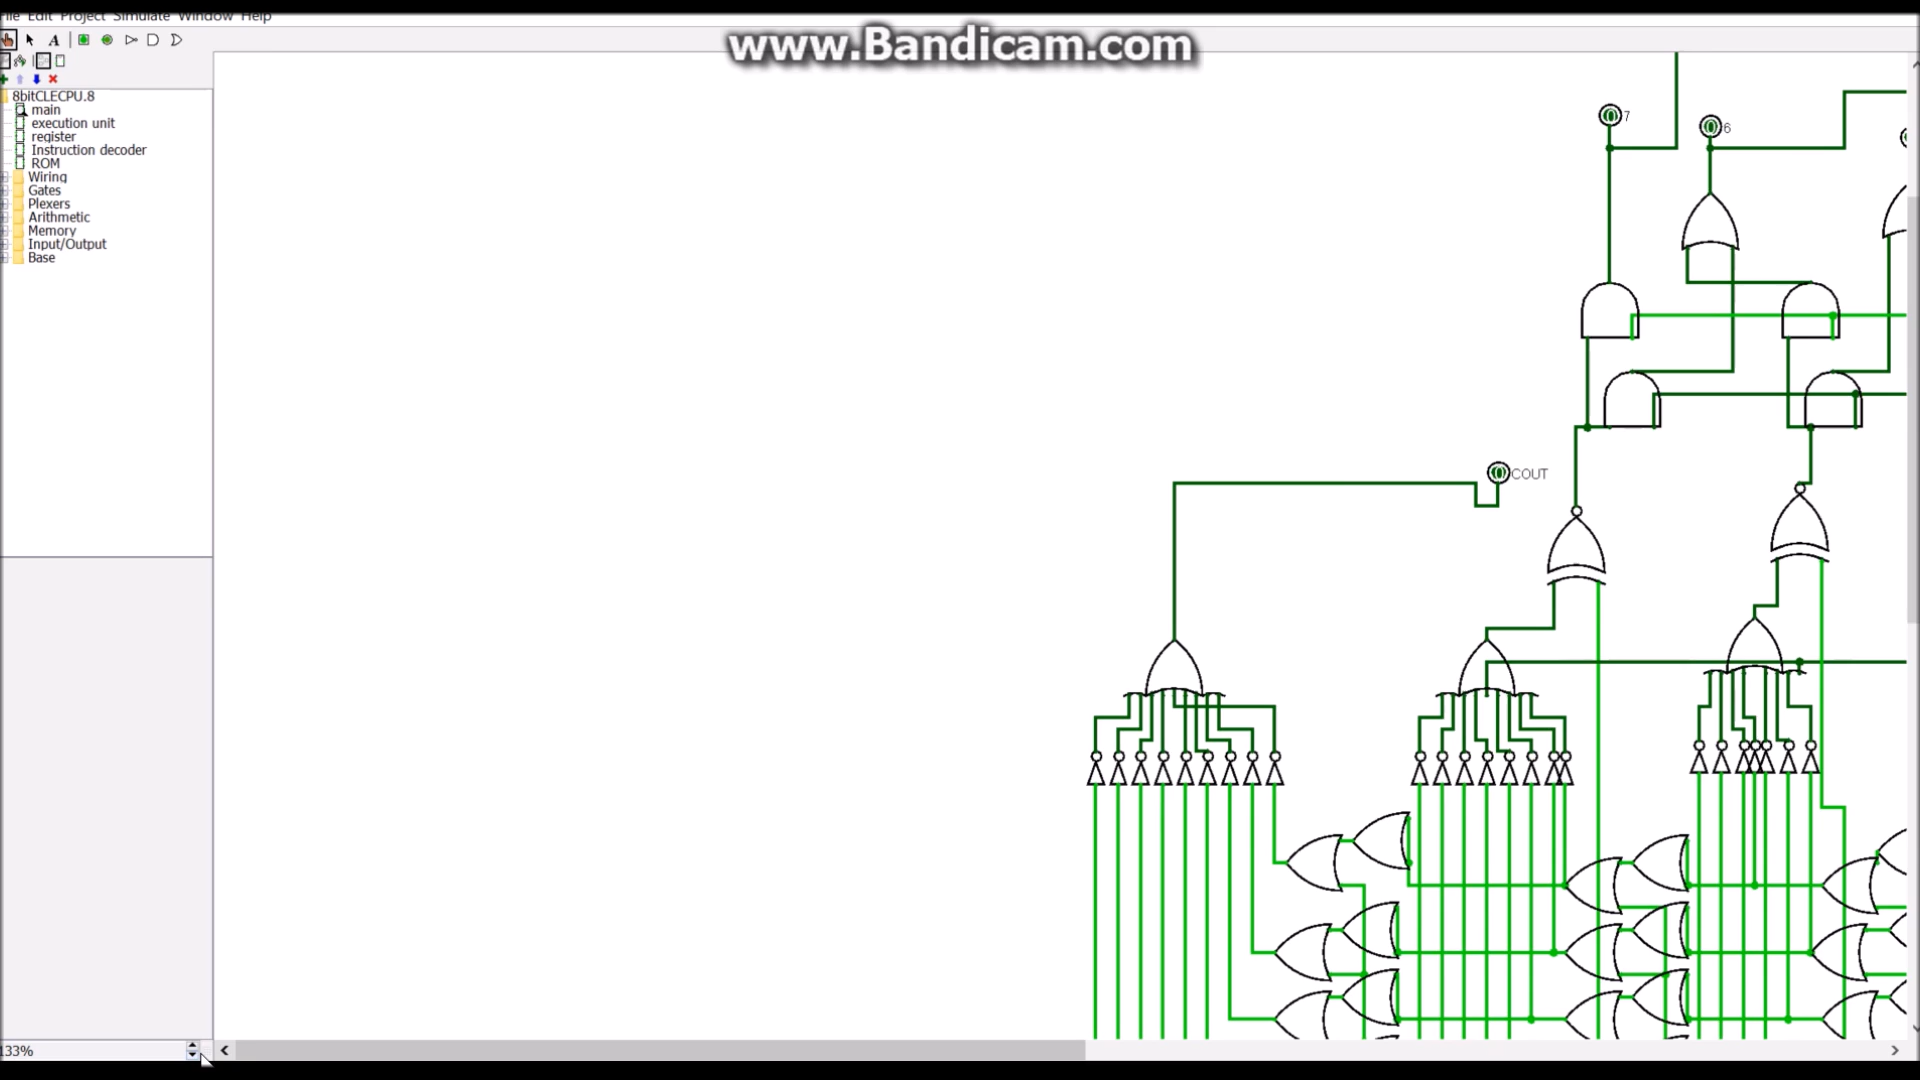 File Edit Project Simulate Window Help
www.Bandicam.com
A
8bitCLECPU.8
main
execution unit
register
Instruction decoder
ROM
Wiring
Gates
Plexers
Arithmetic
Memory
Input/Output
Base
7
6
COUT
133%